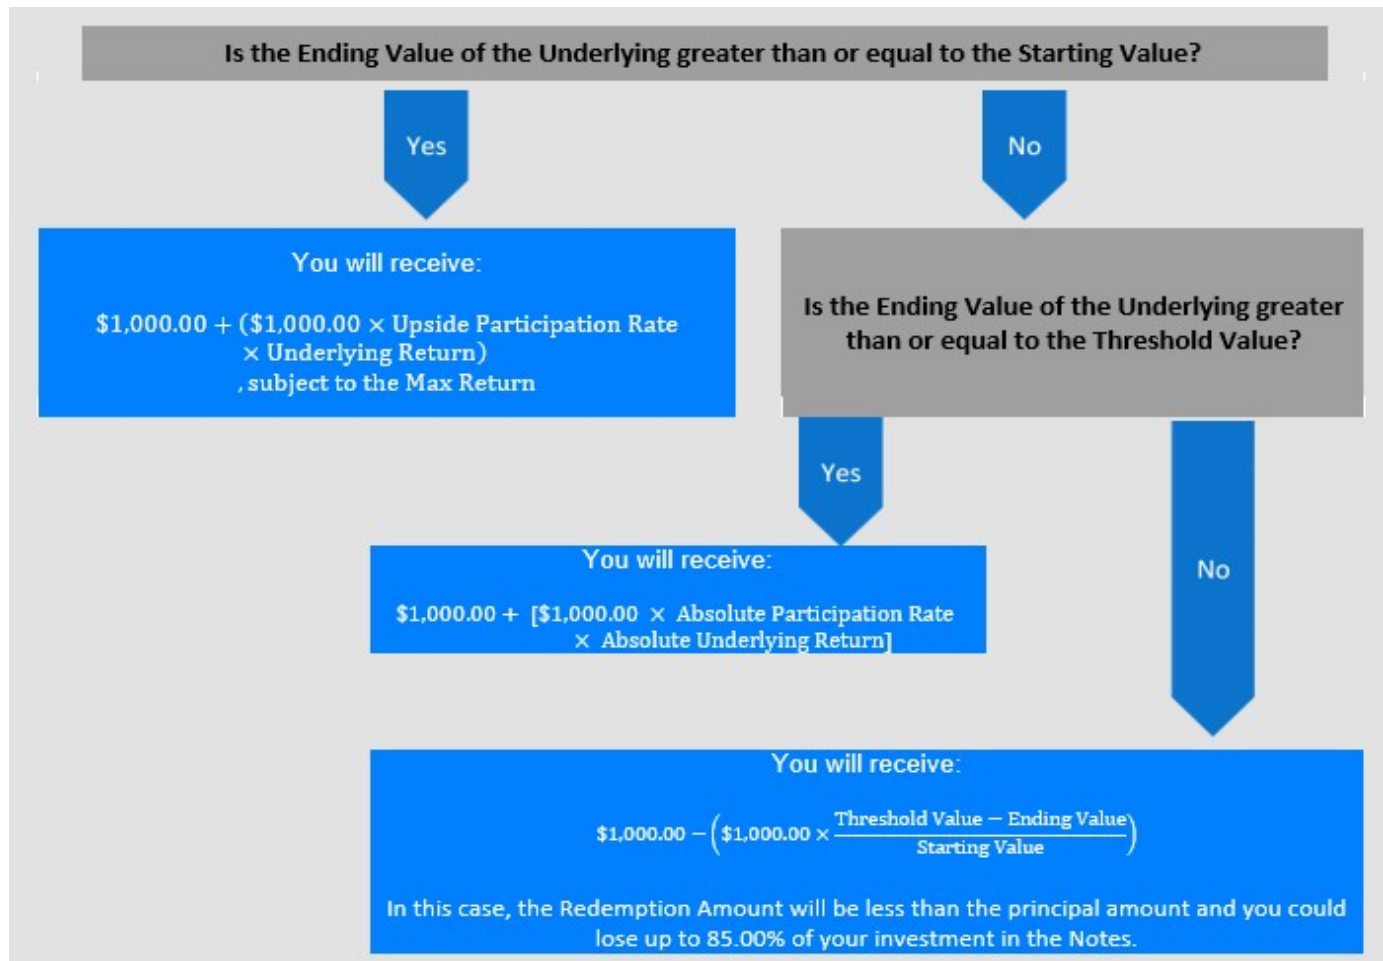 Is the Ending Value of the Underlying greater than or equal to the Starting Value?
Yes
No
You will receive:
$1,000.00 + ($1,000.00 × Upside Participation Rate
× Underlying Return)
, subject to the Max Return
Is the Ending Value of the Underlying greater
than or equal to the Threshold Value?
Yes
No
You will receive:
$1,000.00 + [$1,000.00 × Absolute Participation Rate
× Absolute Underlying Return]
You will receive:
$1,000.00 − ($1,000.00 × (Threshold Value − Ending Value) / Starting Value)
In this case, the Redemption Amount will be less than the principal amount and you could
lose up to 85.00% of your investment in the Notes.